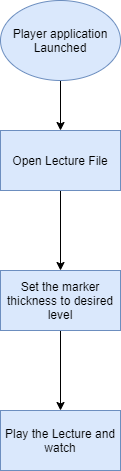 Player application
Launched
Open Lecture File
Set the marker
thickness to desired
level
Play the Lecture and
watch